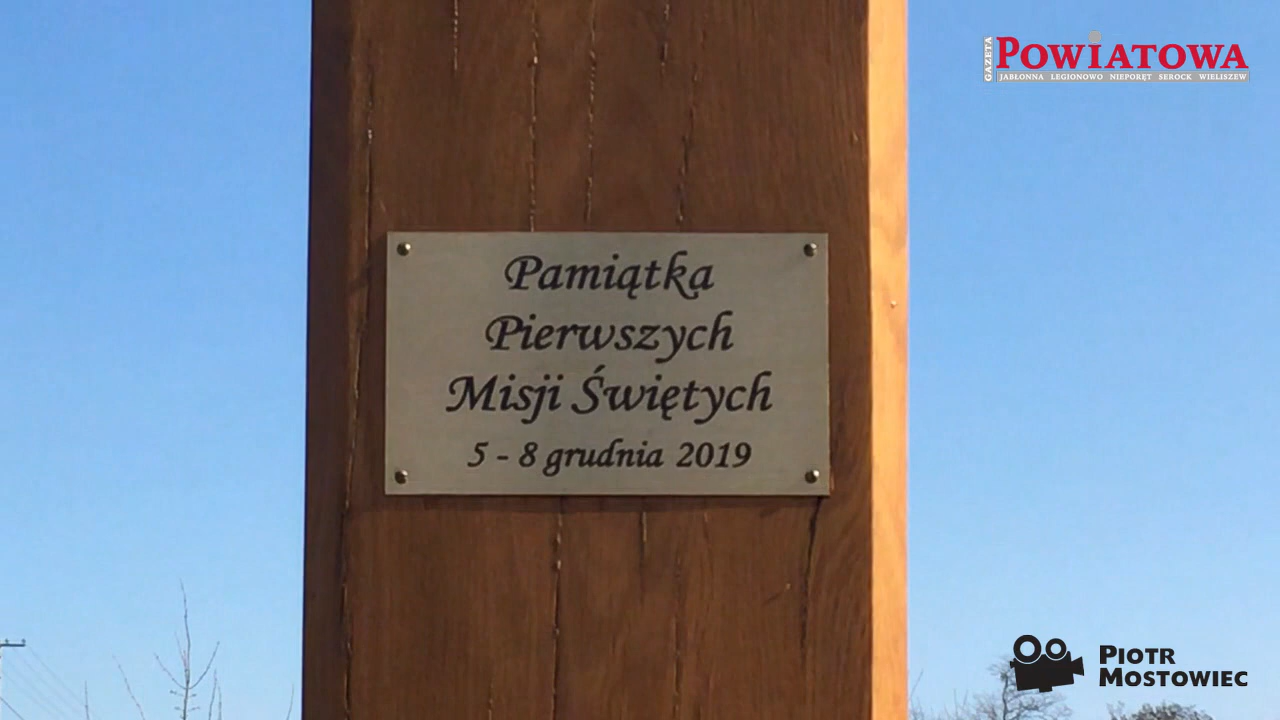 GAZETA
POWIATOWA
JABŁONNA LEGIONOWO NIEPORĘT SEROCK WIELISZEW
Pamiątka
Pierwszych
Misji Świętych
5 - 8 grudnia 2019
PIOTR
MOSTOWIEC